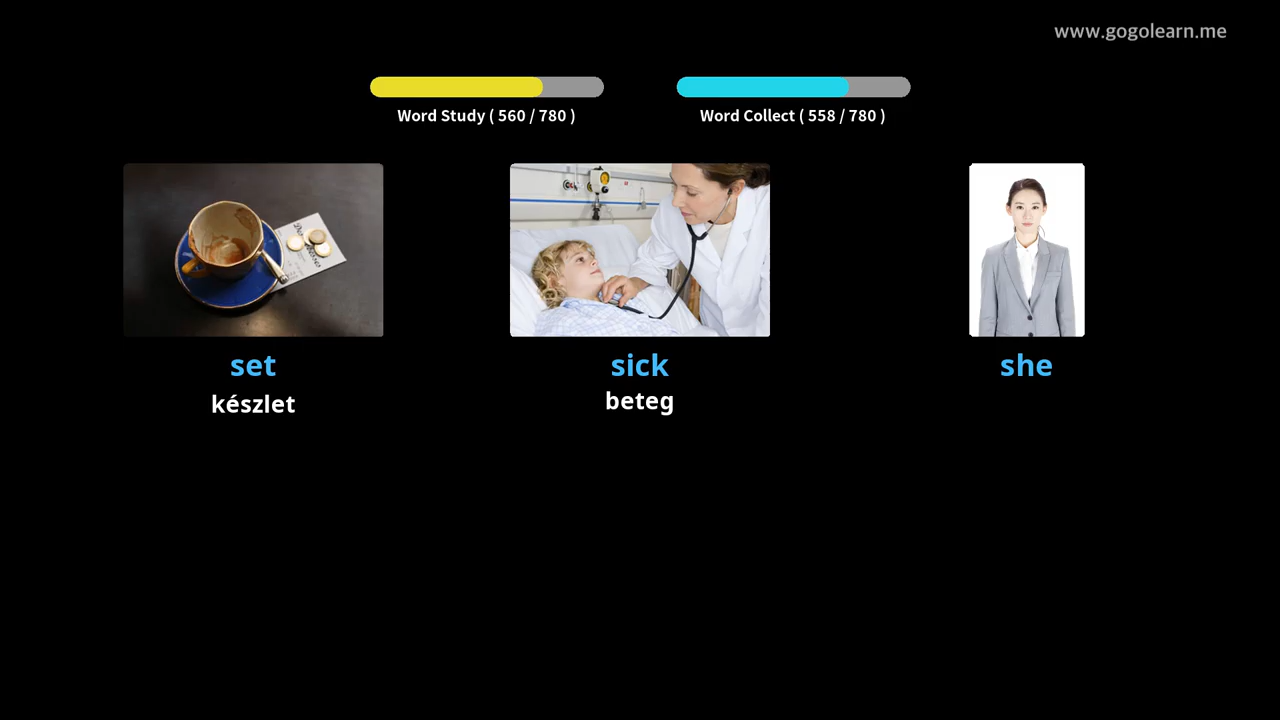 www.gogolearn.me
Word Study ( 560 / 780 )
Word Collect ( 558 / 780 )
set
sick
she
készlet
beteg